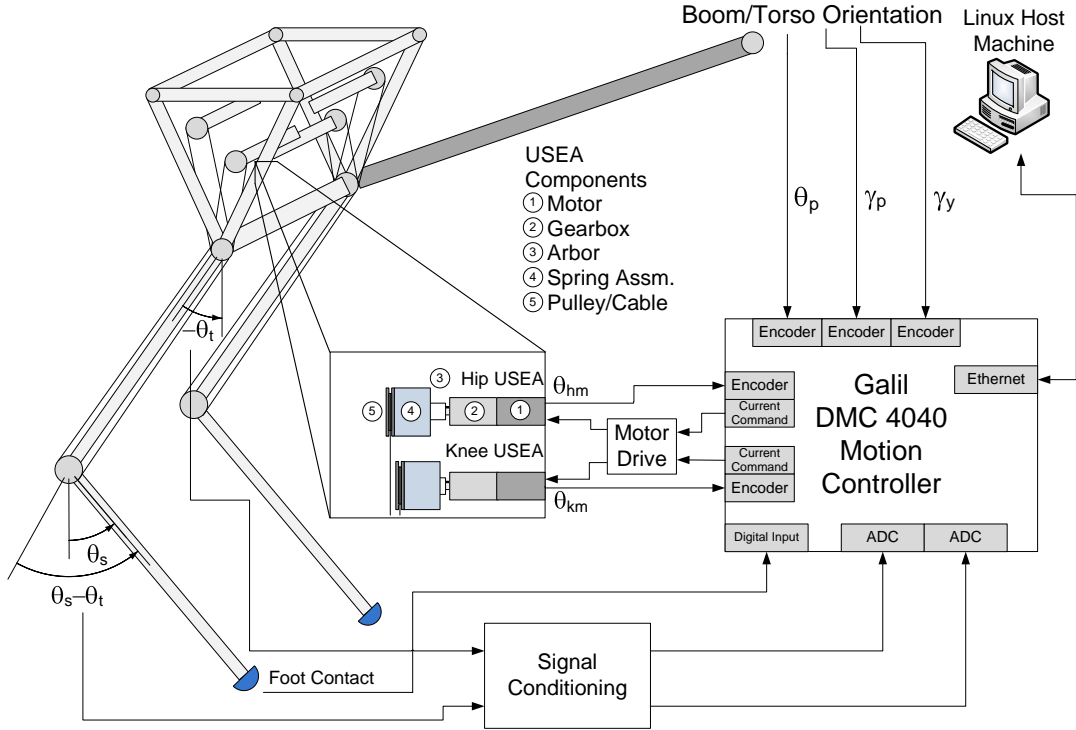 Boom/Torso Orientation
Linux Host
Machine
USEA
Components
1 Motor
2 Gearbox
3 Arbor
4 Spring Assm.
5 Pulley/Cable
θp
γp
γy
−θt
Encoder
Encoder
Encoder
Ethernet
Galil
DMC 4040
Motion
Controller
3
Hip USEA
θhm
5
4
2
1
Encoder
Current
Command
Motor
Drive
Knee USEA
Current
Command
Encoder
θkm
Digital Input
ADC
ADC
θs
θs−θt
Foot Contact
Signal
Conditioning